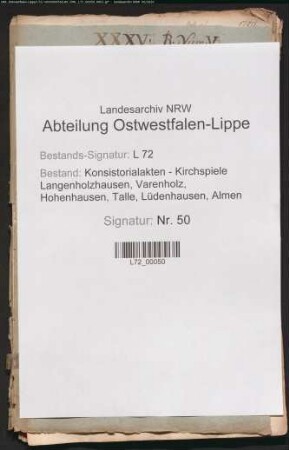 XXXV.
Landesarchiv NRW
Abteilung Ostwestfalen-Lippe
Bestands-Signatur: L 72
Bestand: Konsistorialakten - Kirchspiele
Langenholzhausen, Varenholz,
Hohenhausen, Talle, Lüdenhausen, Almen
Signatur: Nr. 50
L72_00050